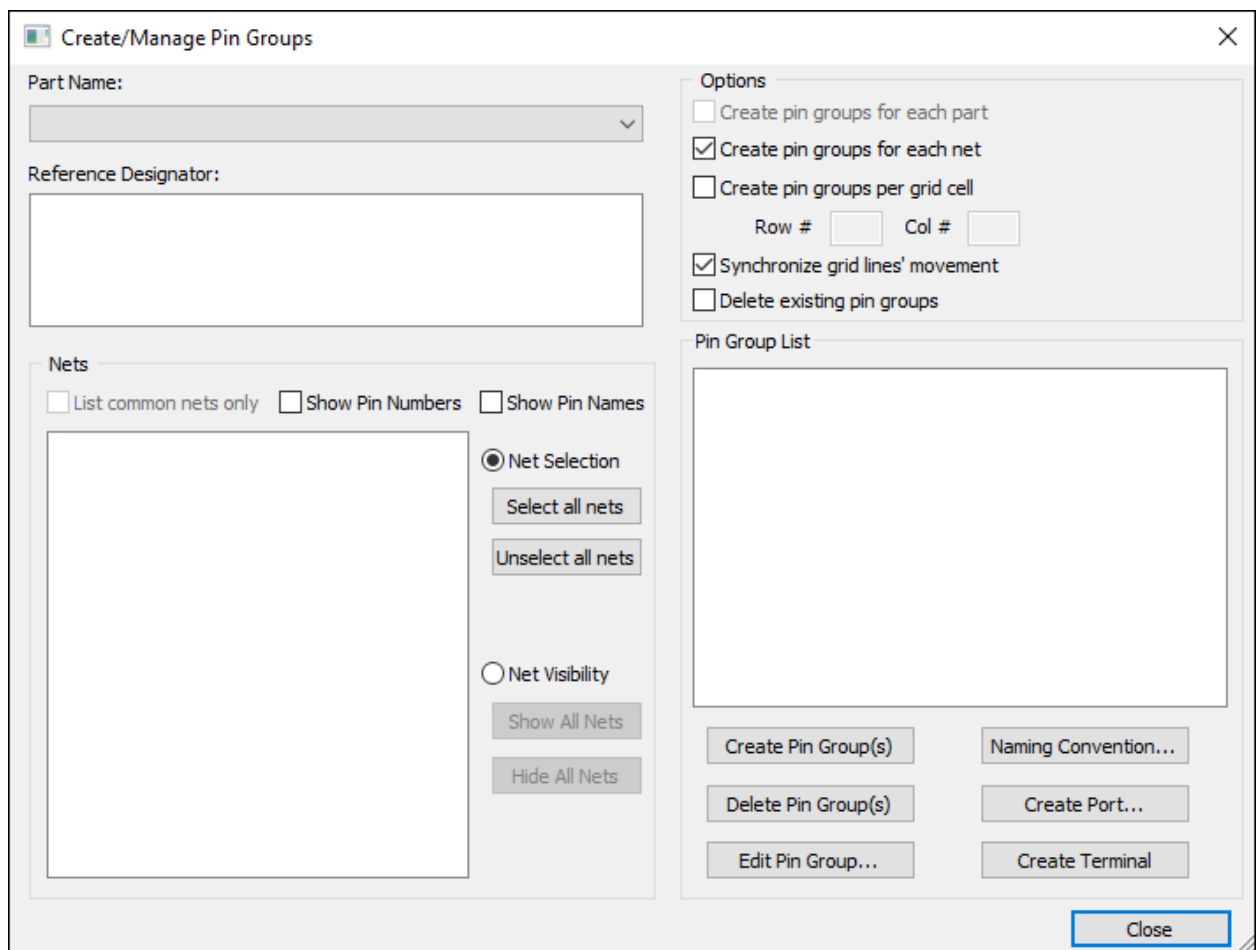 Create/Manage Pin Groups
Part Name:
Reference Designator:
Options
Create pin groups for each part
Create pin groups for each net
Create pin groups per grid cell
Row # Col #
Synchronize grid lines' movement
Delete existing pin groups
Nets
List common nets only Show Pin Numbers Show Pin Names
Net Selection
Select all nets
Unselect all nets
Net Visibility
Show All Nets
Hide All Nets
Pin Group List
Create Pin Group(s) Naming Convention...
Delete Pin Group(s) Create Port...
Edit Pin Group... Create Terminal
Close